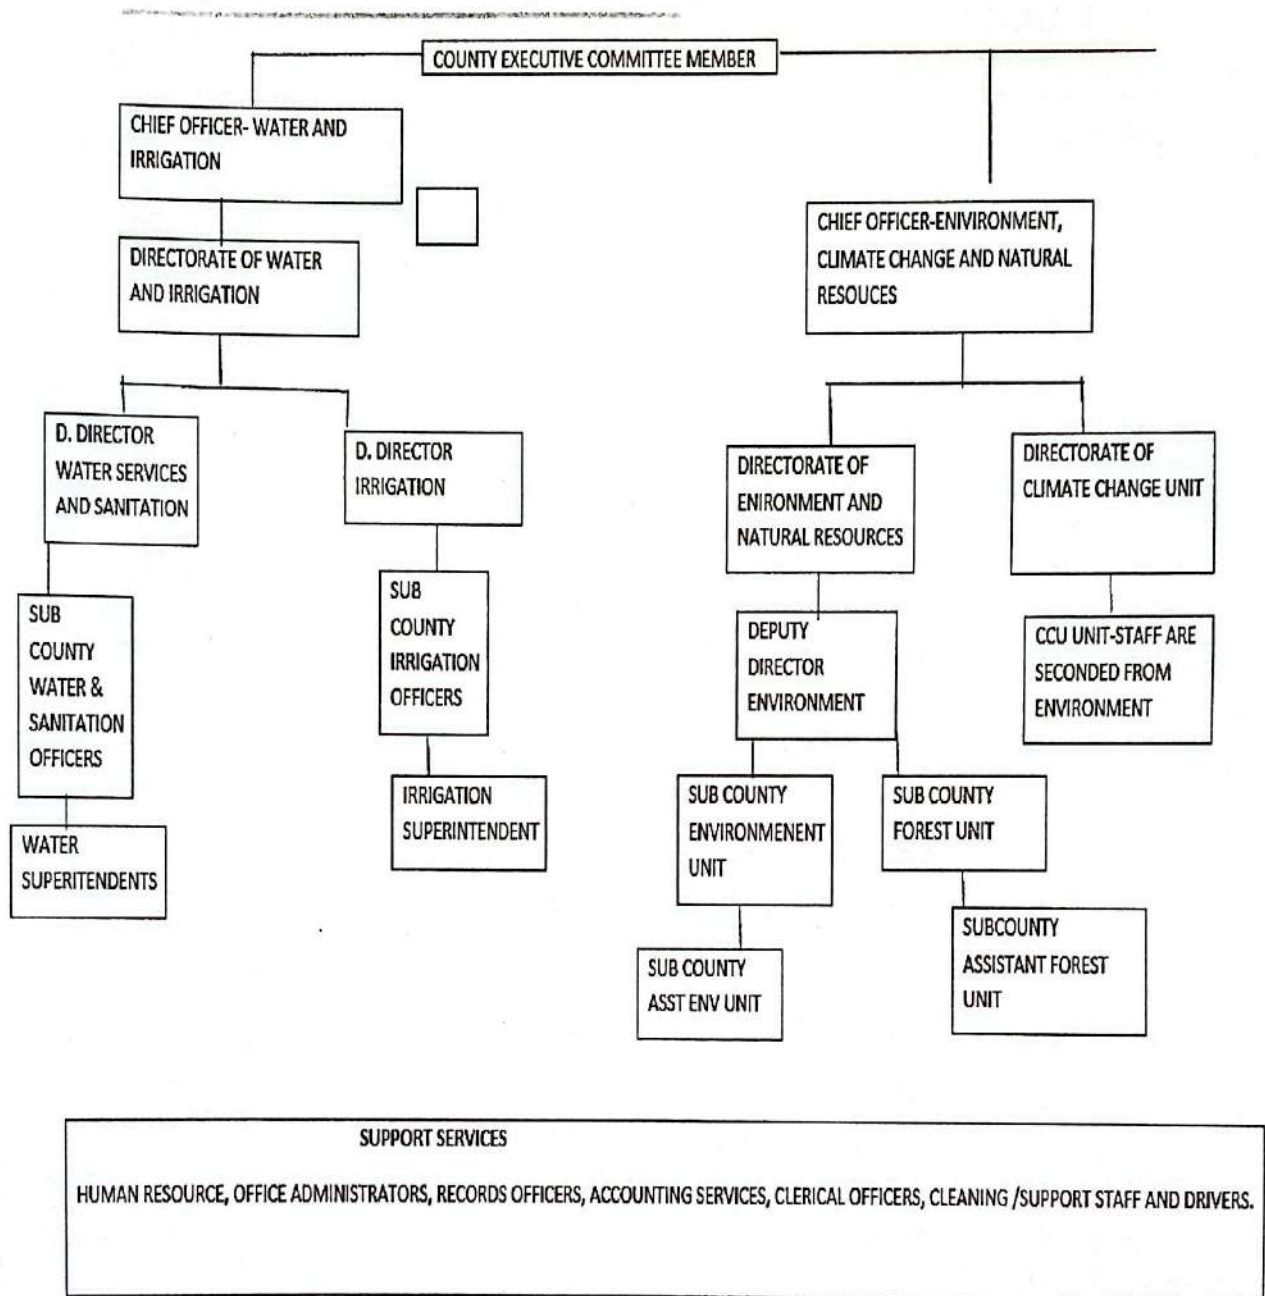 COUNTY EXECUTIVE COMMITTEE MEMBER
CHIEF OFFICER- WATER AND
IRRIGATION
DIRECTORATE OF WATER
AND IRRIGATION
D. DIRECTOR
WATER SERVICES
AND SANITATION
D. DIRECTOR
IRRIGATION
SUB
COUNTY
WATER &
SANITATION
OFFICERS
SUB
COUNTY
IRRIGATION
OFFICERS
WATER
SUPERITENDENTS
IRRIGATION
SUPERINTENDENT
CHIEF OFFICER-ENIVIRONMENT,
CLIMATE CHANGE AND NATURAL
RESOUCES
DIRECTORATE OF
ENIRONMENT AND
NATURAL RESOURCES
DIRECTORATE OF
CLIMATE CHANGE UNIT
DEPUTY
DIRECTOR
ENVIRONMENT
CCU UNIT-STAFF ARE
SECONDED FROM
ENVIRONMENT
SUB COUNTY
ENVIRONMENENT
UNIT
SUB COUNTY
FOREST UNIT
SUB COUNTY
ASST ENV UNIT
SUBCOUNTY
ASSISTANT FOREST
UNIT
SUPPORT SERVICES
HUMAN RESOURCE, OFFICE ADMINISTRATORS, RECORDS OFFICERS, ACCOUNTING SERVICES, CLERICAL OFFICERS, CLEANING /SUPPORT STAFF AND DRIVERS.